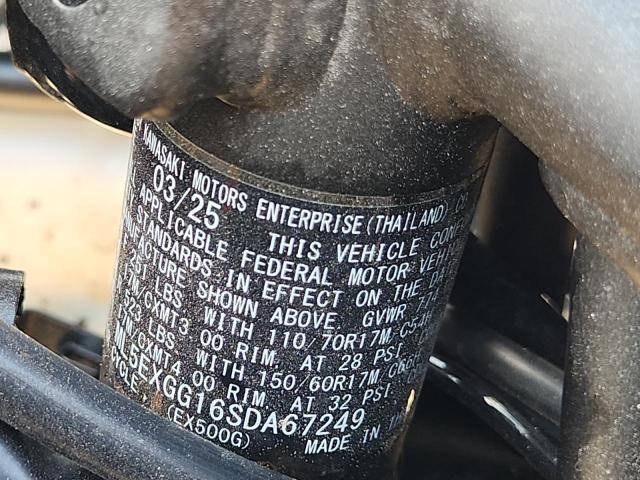 KAWASAKI MOTORS ENTERPRISE (THAILAND)
03/25 THIS VEHICLE
APPLICABLE FEDERAL MOTOR
STANDARDS IN EFFECT ON THE
SHOWN ABOVE. GVWR
251 LBS WITH 110/70R17M
CXMT3 00 RIM, AT 28 PSI
523 LBS WITH 150/60R17M
CXMT4 00 RIM, AT 32 PSI
ML5EXGG16SDA67249
(EX500G) MADE IN